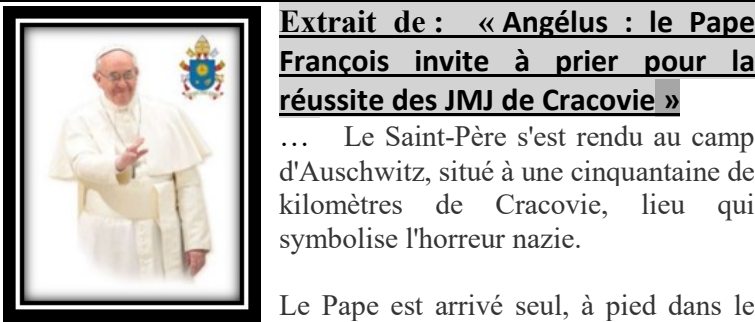 Extrait de : « Angélus : le Pape
François invite à prier pour la
réussite des JMJ de Cracovie »
… Le Saint-Père s'est rendu au camp
d'Auschwitz, situé à une cinquantaine de
kilomètres de Cracovie, lieu qui
symbolise l'horreur nazie.
Le Pape est arrivé seul, à pied dans le